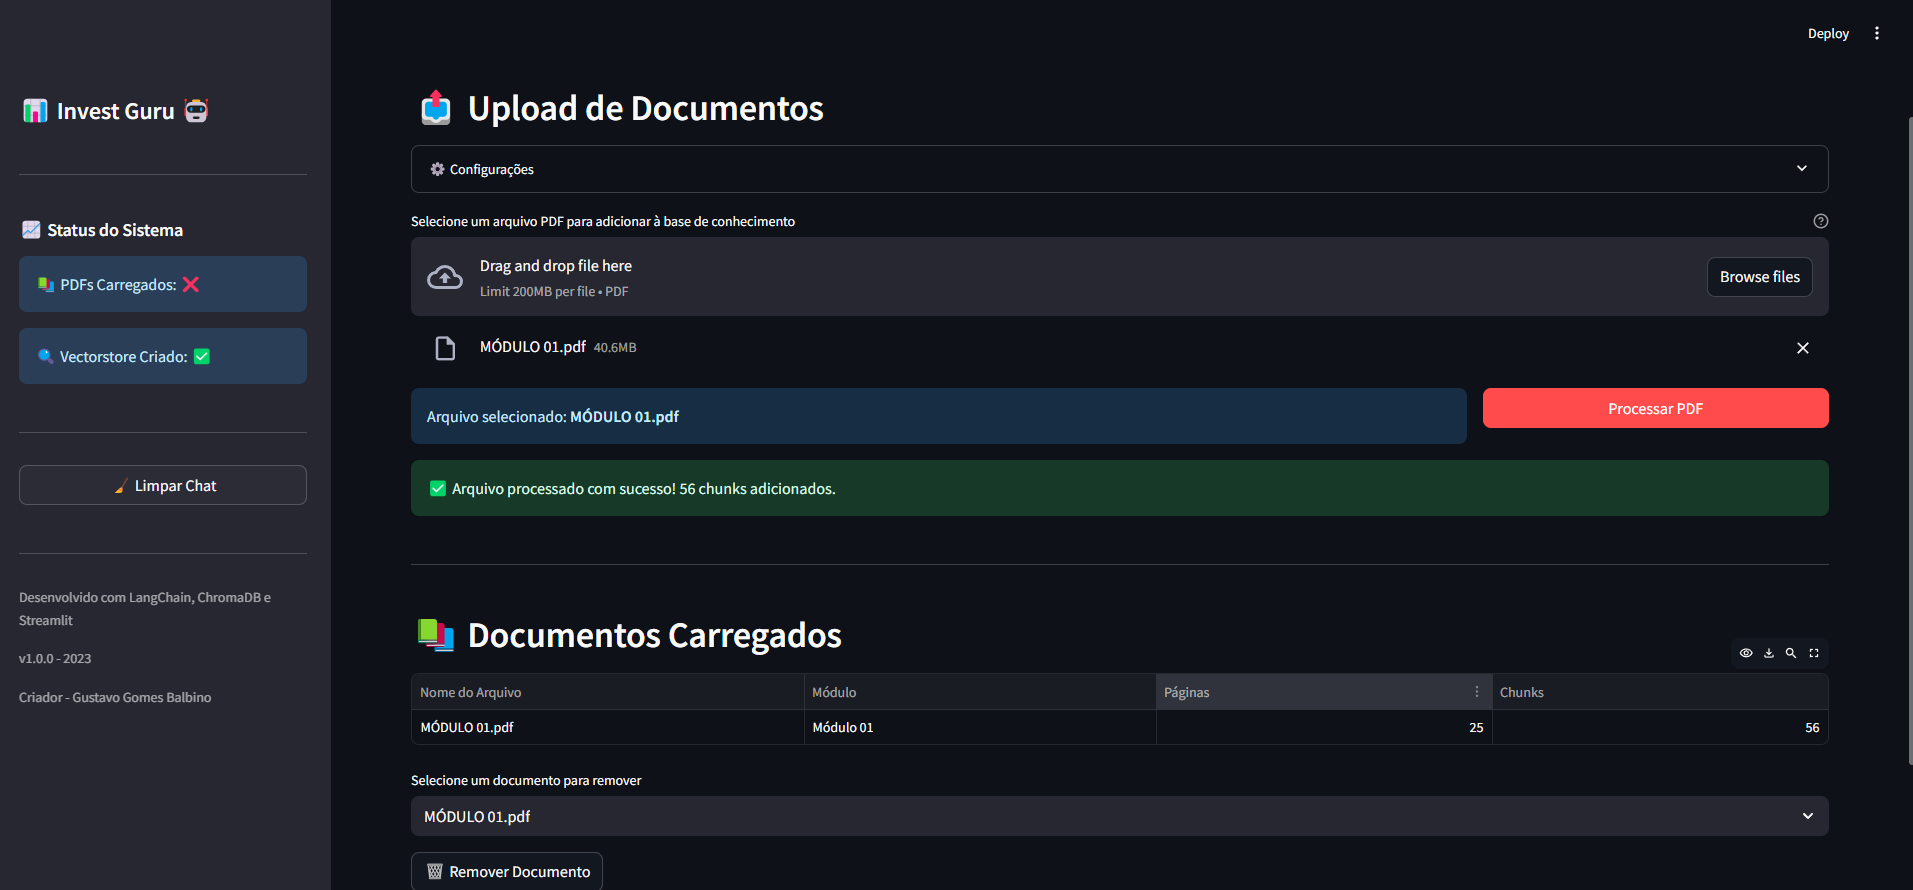 Deploy
Invest Guru
Status do Sistema
PDFs Carregados:
Vectorstore Criado:
Limpar Chat
Desenvolvido com LangChain, ChromaDB e
Streamlit
v1.0.0 - 2023
Criador - Gustavo Gomes Balbino
Upload de Documentos
Configurações
Selecione um arquivo PDF para adicionar à base de conhecimento
Drag and drop file here
Limit 200MB per file • PDF
Browse files
MÓDULO 01.pdf 40.6MB
Arquivo selecionado: MÓDULO 01.pdf
Processar PDF
Arquivo processado com sucesso! 56 chunks adicionados.
Documentos Carregados
Nome do Arquivo Módulo Páginas Chunks
MÓDULO 01.pdf Módulo 01 25 56
Selecione um documento para remover
MÓDULO 01.pdf
Remover Documento